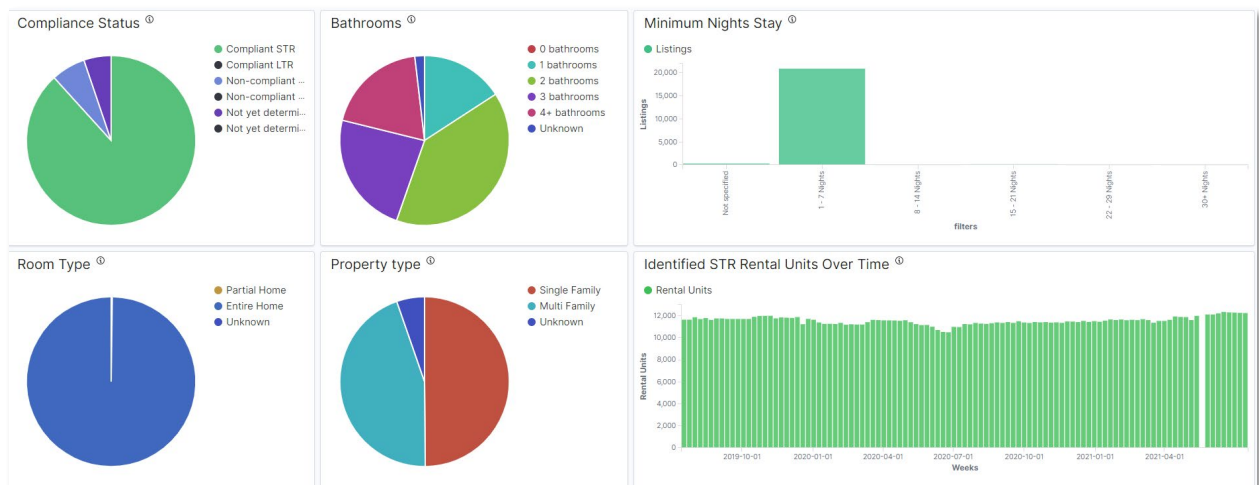 Compliance Status
Compliant STR
Compliant LTR
Non-compliant ...
Non-compliant ...
Not yet determi...
Not yet determi...
Bathrooms
0 bathrooms
1 bathrooms
2 bathrooms
3 bathrooms
4+ bathrooms
Unknown
Minimum Nights Stay
Listings
Listings
20,000
15,000
10,000
5,000
0
Not specified
1 - 7 Nights
8 - 14 Nights
15 - 21 Nights
22 - 29 Nights
30+ Nights
filters
Room Type
Partial Home
Entire Home
Unknown
Property type
Single Family
Multi Family
Unknown
Identified STR Rental Units Over Time
Rental Units
Rental Units
12,000
10,000
8,000
6,000
4,000
2,000
0
2019-10-01
2020-01-01
2020-04-01
2020-07-01
2020-10-01
2021-01-01
2021-04-01
Weeks